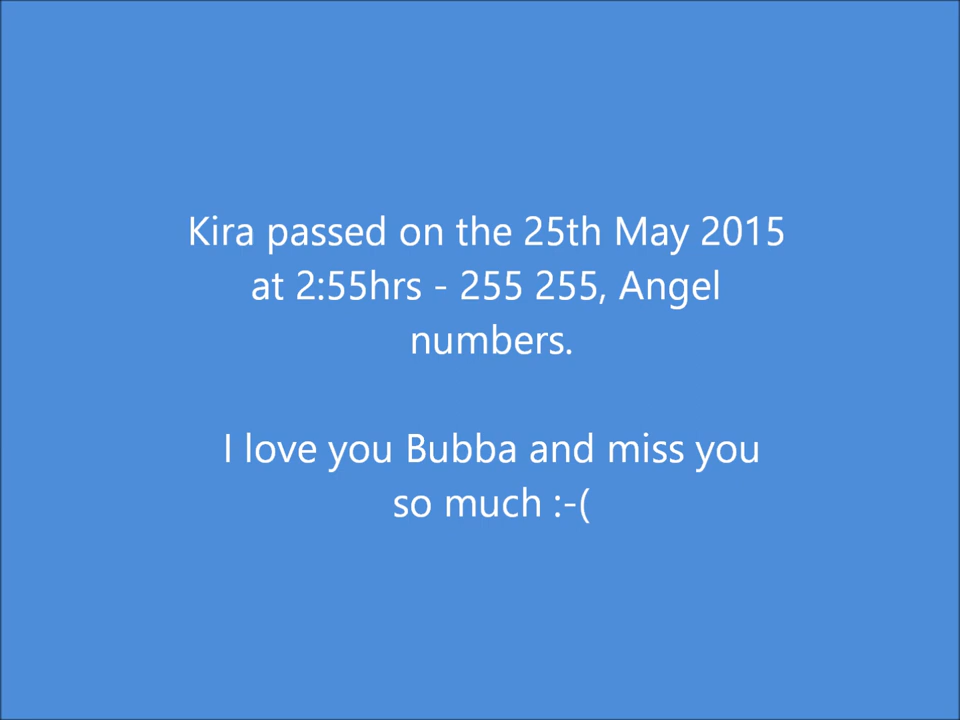 Kira passed on the 25th May 2015
at 2:55hrs - 255 255, Angel
numbers.
I love you Bubba and miss you
so much :-(